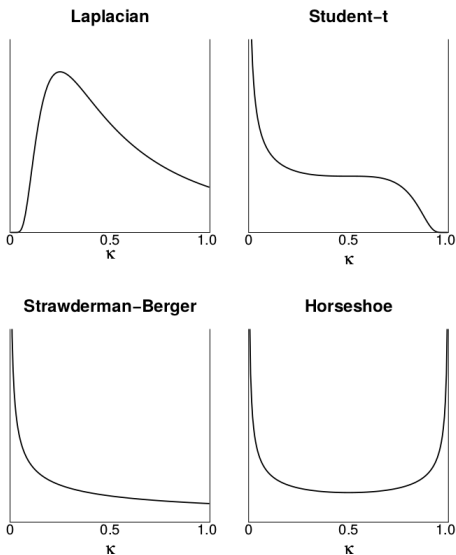 Laplacian
Student−t
0 0.5 1.0
κ
0 0.5 1.0
κ
Strawderman−Berger
Horseshoe
0 0.5 1.0
κ
0 0.5 1.0
κ